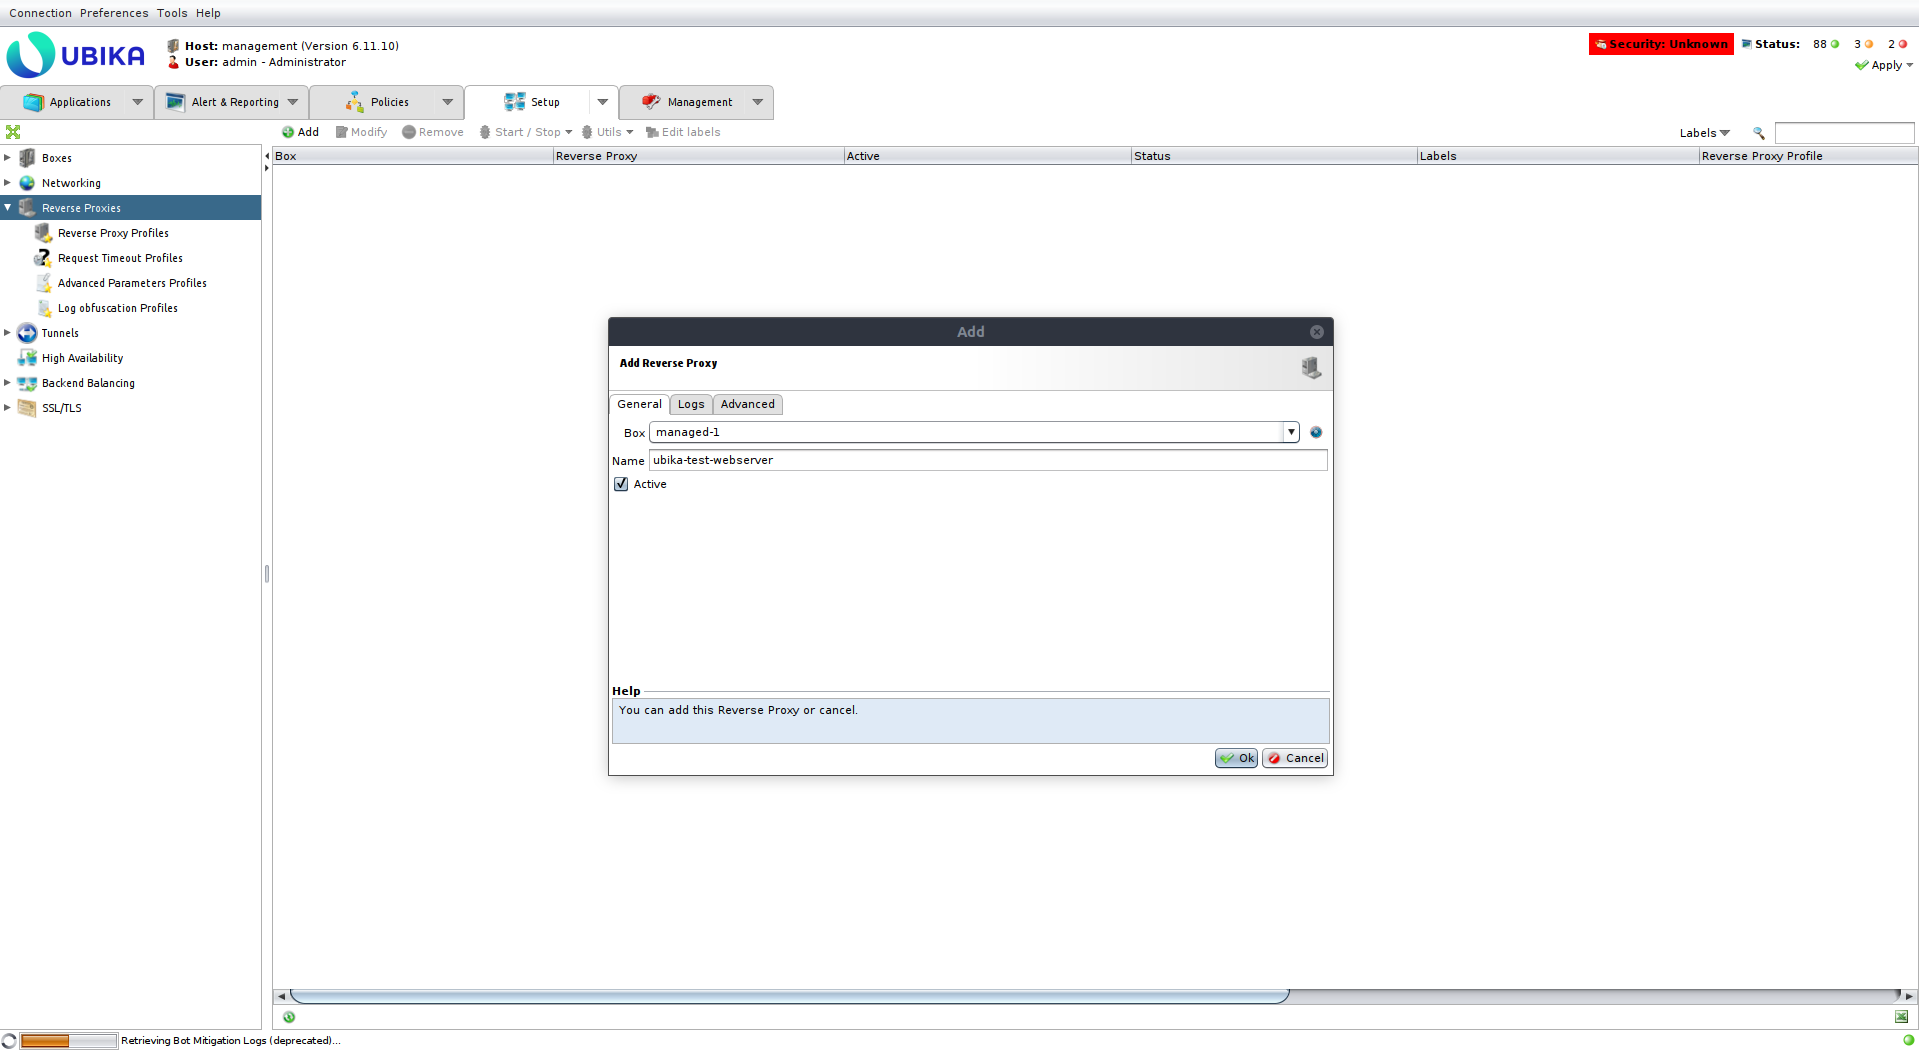 Connection Preferences Tools Help
UBIKA
Host: management (Version 6.11.10)
User: admin - Administrator
Security: Unknown
Status: 88 3 2
Apply
Applications
Alert & Reporting
Policies
Setup
Management
Add Modify Remove Start / Stop Utils Edit labels
Labels
Boxes
Networking
Reverse Proxies
Reverse Proxy Profiles
Request Timeout Profiles
Advanced Parameters Profiles
Log obfuscation Profiles
Tunnels
High Availability
Backend Balancing
SSL/TLS
Box Reverse Proxy Active Status Labels Reverse Proxy Profile
Add
Add Reverse Proxy
General Logs Advanced
Box managed-1
Name ubika-test-webserver
Active
Help
You can add this Reverse Proxy or cancel.
Ok Cancel
Retrieving Bot Mitigation Logs (deprecated)...